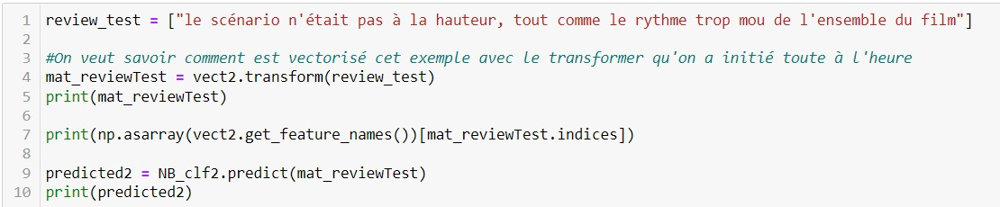 1 review_test = ["le scénario n'était pas à la hauteur, tout comme le rythme trop mou de l'ensemble du film"]
2
3 #On veut savoir comment est vectorisé cet exemple avec le transformer qu'on a initié toute à l'heure
4 mat_reviewTest = vect2.transform(review_test)
5 print(mat_reviewTest)
6
7 print(np.asarray(vect2.get_feature_names())[mat_reviewTest.indices])
8
9 predicted2 = NB_clf2.predict(mat_reviewTest)
10 print(predicted2)